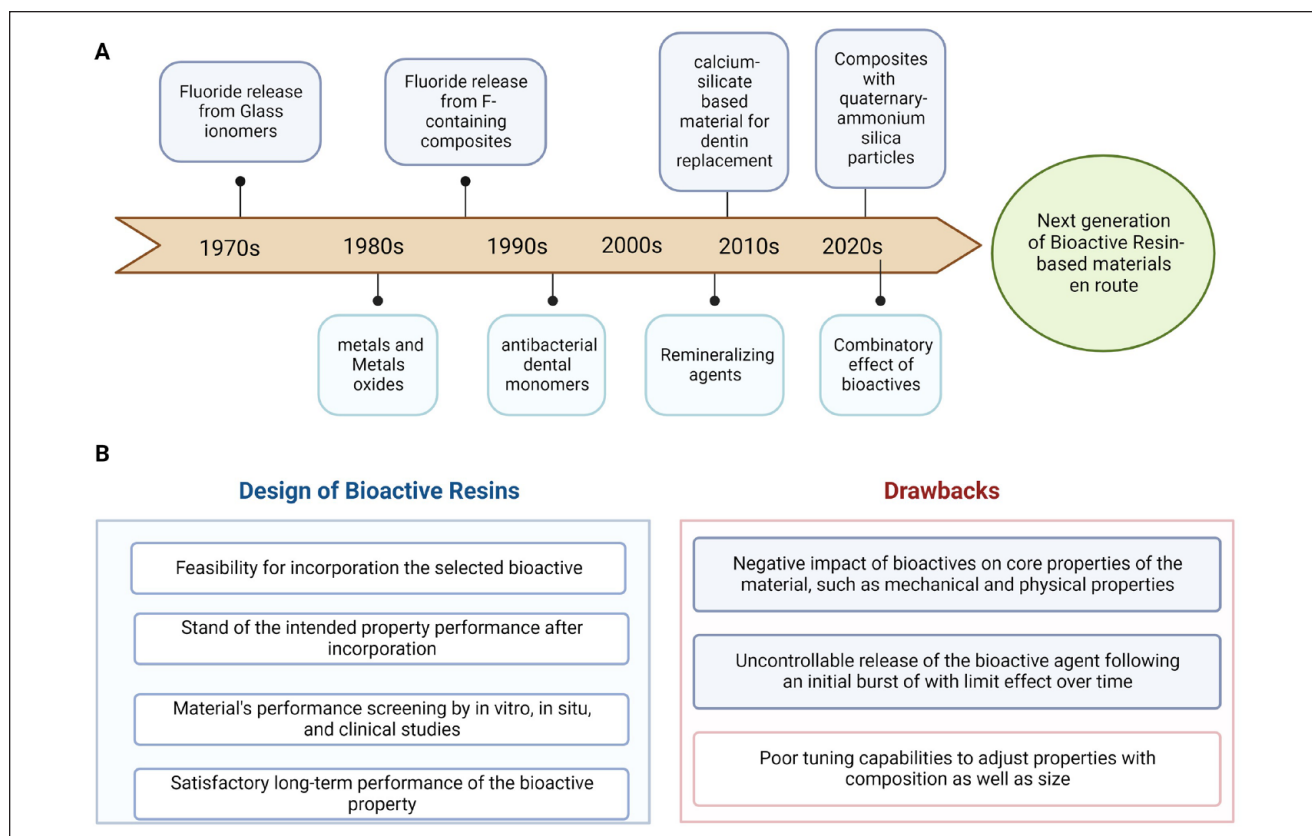 A
Fluoride release
from Glass
ionomers
Fluoride release
from F-
containing
composites
calcium-
silicate
based
material for
dentin
replacement
Composites
with
quaternary-
ammonium
silica
particles
1970s
1980s
1990s
2000s
2010s
2020s
Next generation
of Bioactive Resin-
based materials
en route
metals and
Metals
oxides
antibacterial
dental
monomers
Remineralizing
agents
Combinatory
effect of
bioactives
B
Design of Bioactive Resins
Feasibility for incorporation the selected bioactive
Stand of the intended property performance after
incorporation
Material's performance screening by in vitro, in situ,
and clinical studies
Satisfactory long-term performance of the bioactive
property
Drawbacks
Negative impact of bioactives on core properties of the
material, such as mechanical and physical properties
Uncontrollable release of the bioactive agent following
an initial burst of with limit effect over time
Poor tuning capabilities to adjust properties with
composition as well as size